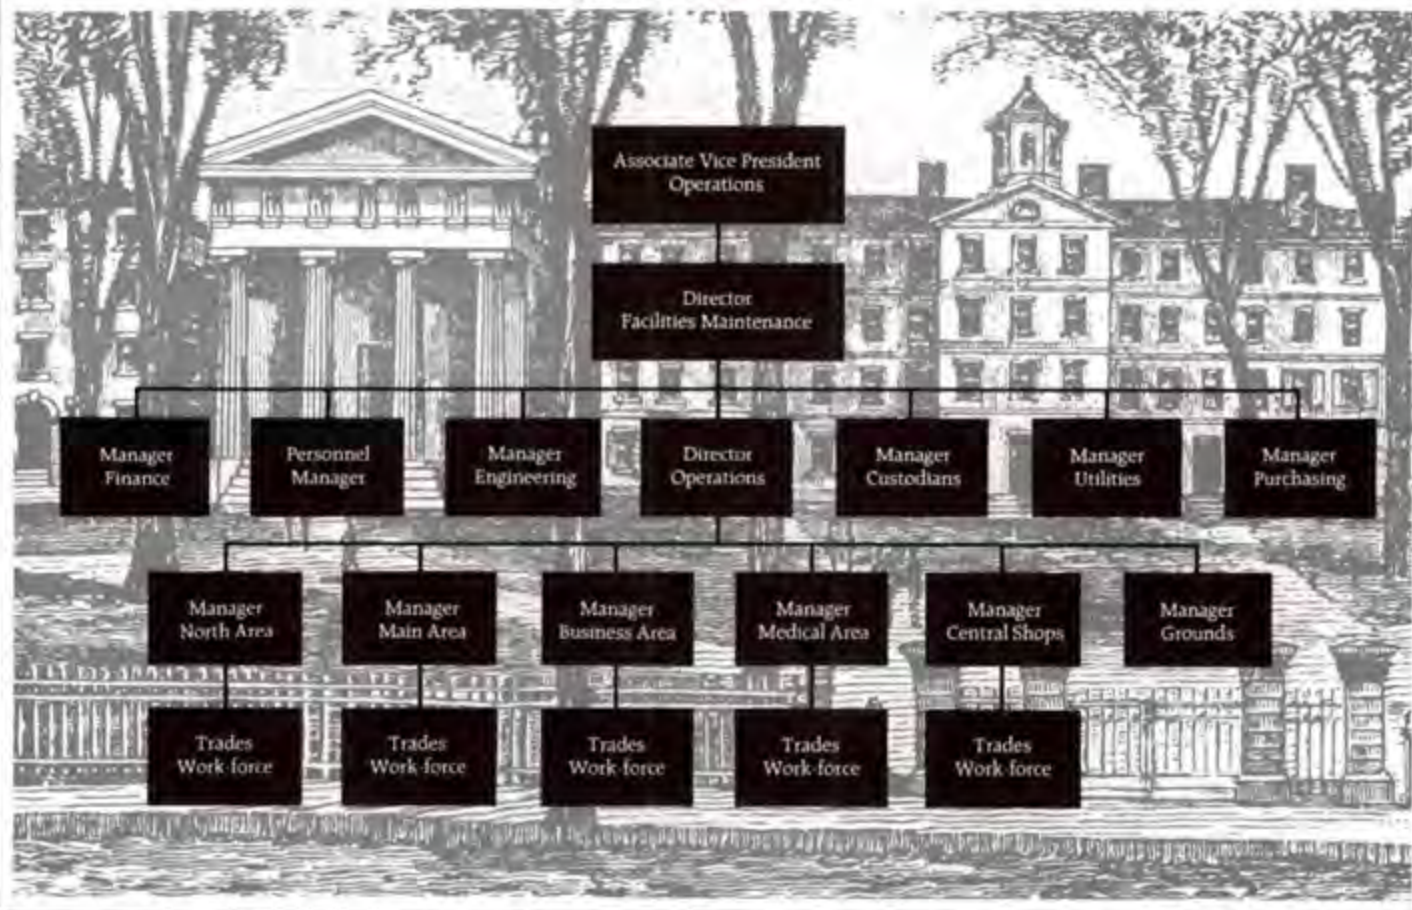 Associate Vice President
Operations
Director
Facilities Maintenance
Manager
Finance
Personnel
Manager
Manager
Engineering
Director
Operations
Manager
Custodians
Manager
Utilities
Manager
Purchasing
Manager
North Area
Manager
Main Area
Manager
Business Area
Manager
Medical Area
Manager
Central Shops
Manager
Grounds
Trades
Work-force
Trades
Work-force
Trades
Work-force
Trades
Work-force
Trades
Work-force